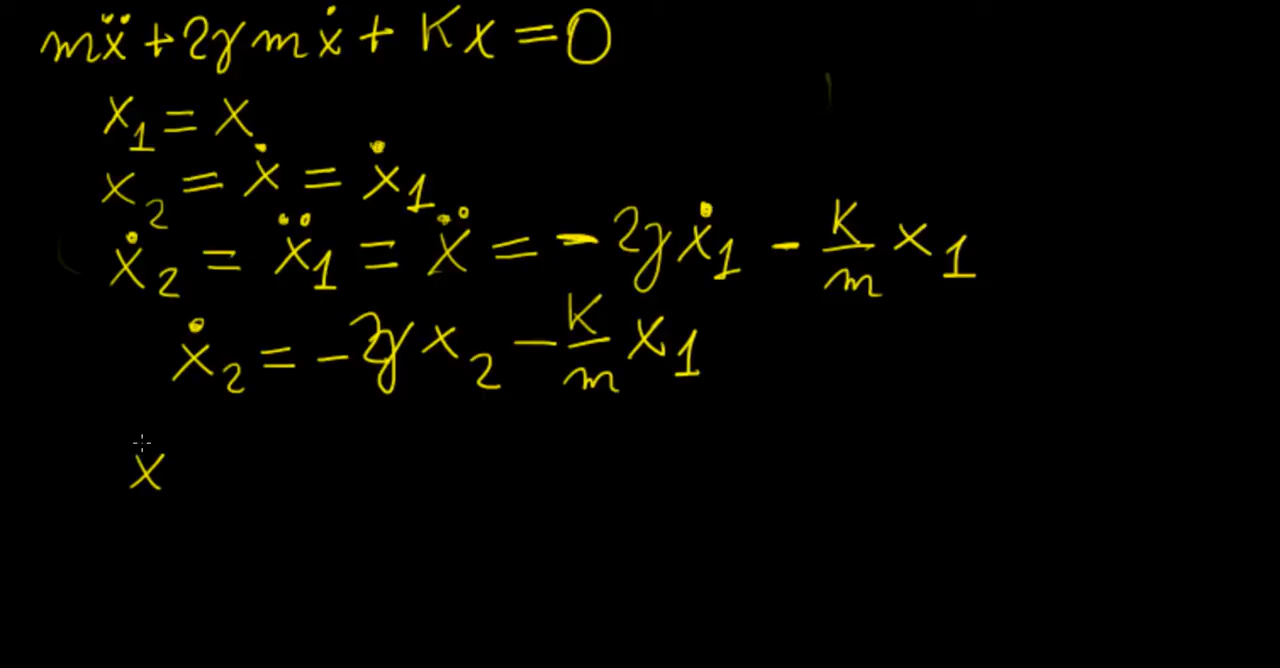 mẍ + 2γmẋ + Kx = 0
x₁ = x
x₂ = ẋ = ẋ₁
ẋ₂ = ẍ₁ = ẍ = - 2γẋ₁ - K/m x₁
ẋ₂ = - 2γx₂ - K/m x₁
x